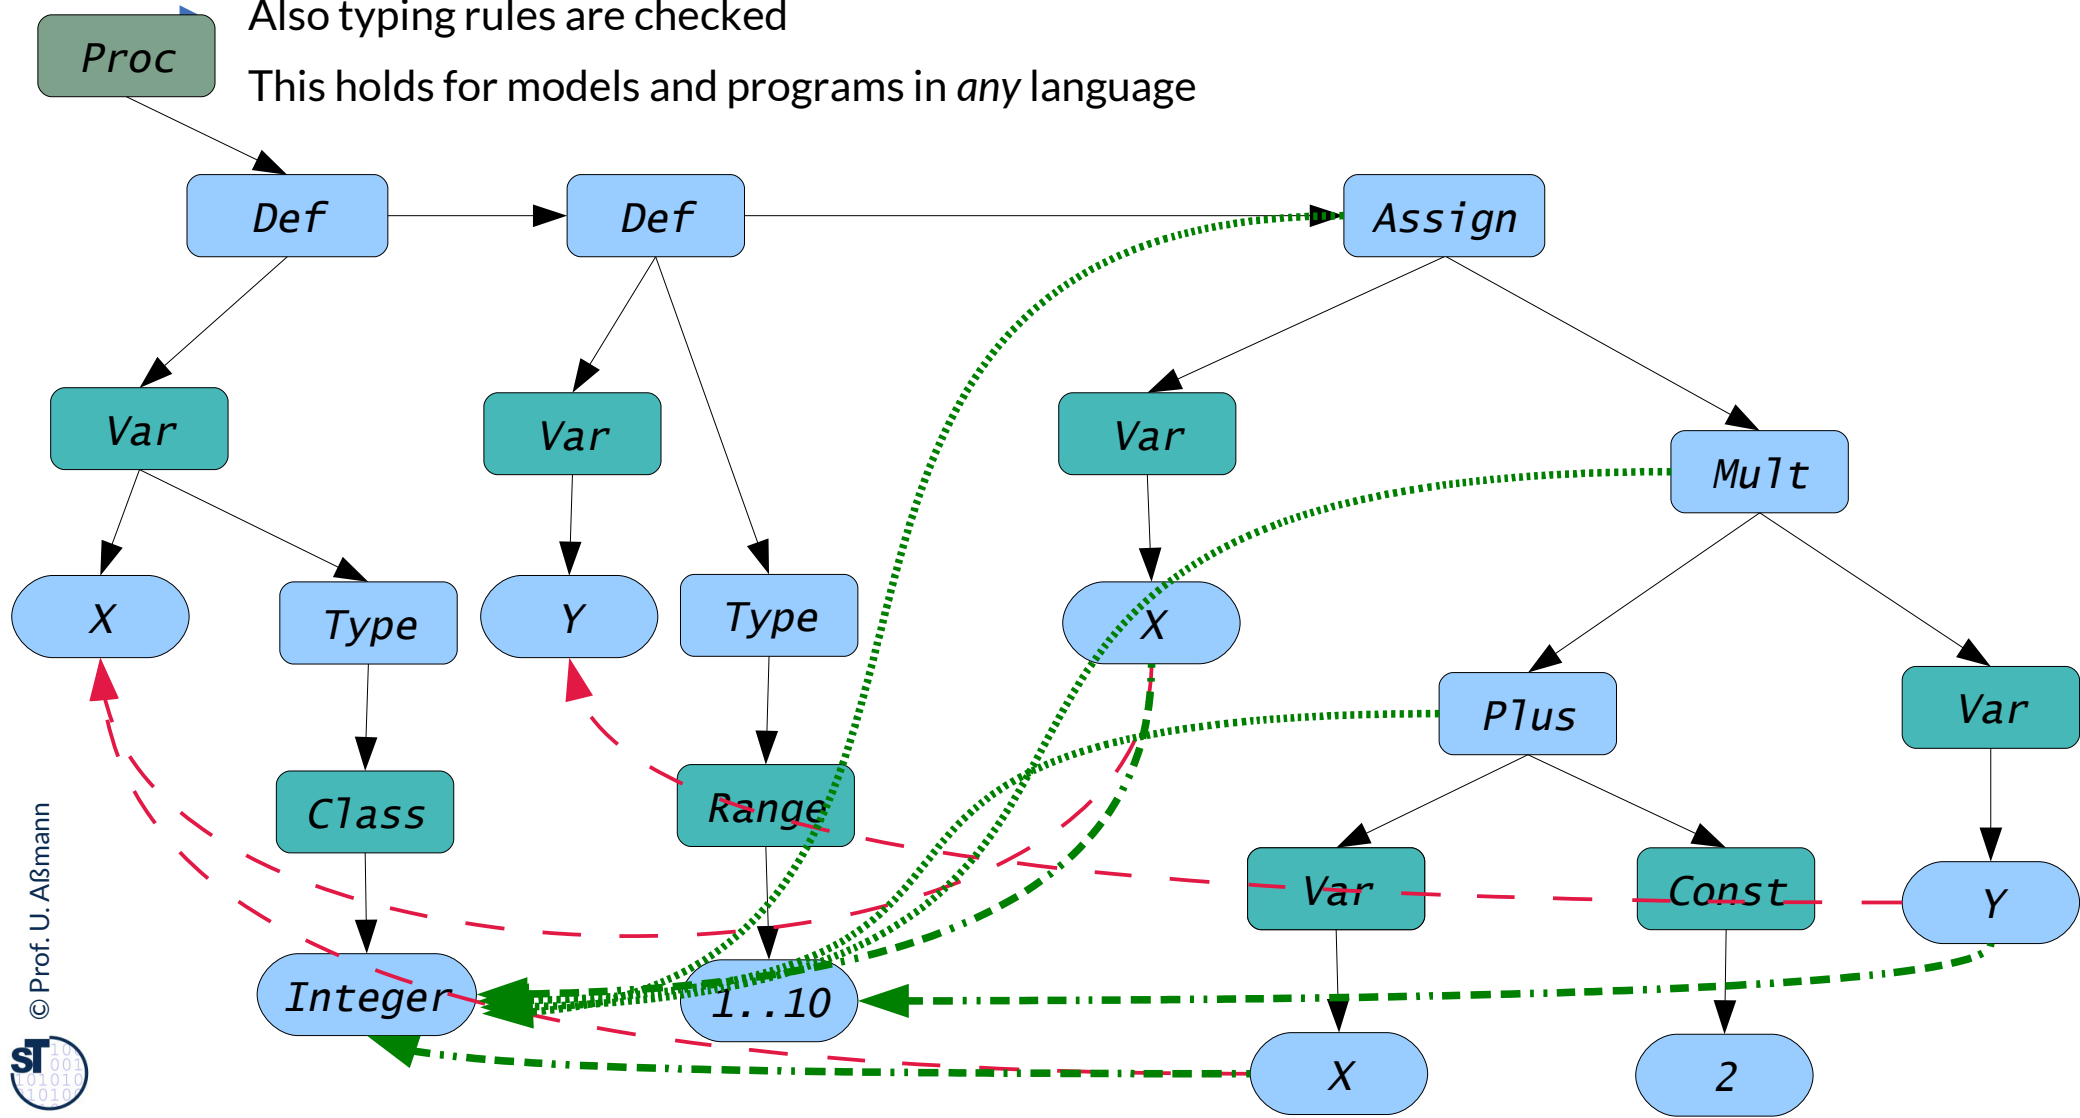 Also typing rules are checked
Proc
This holds for models and programs in any language
Def
Def
Assign
Var
Var
Var
Mult
X
Type
Y
Type
X
Plus
Var
Class
Range
Var
Const
Y
Integer
1..10
X
2
© Prof. U. Aßmann
ST